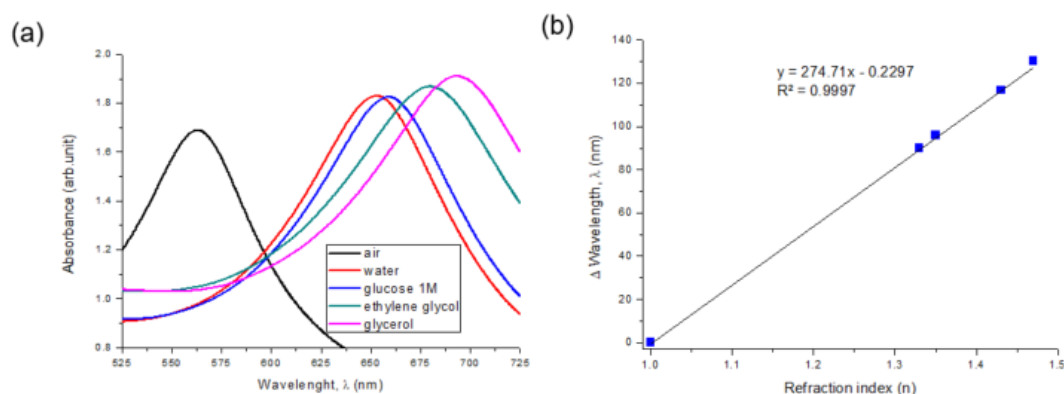 (a)
2.0
1.8
1.6
1.4
1.2
1.0
0.8
Absorbance (arb.unit)
air
water
glucose 1M
ethylene glycol
glycerol
525 550 575 600 625 650 675 700 725
Wavelenght, λ (nm)
(b)
140
120
100
80
60
40
20
0
Δ Wavelength, λ (nm)
y = 274.71x - 0.2297
R² = 0.9997
1.0 1.1 1.2 1.3 1.4 1.5
Refraction index (n)